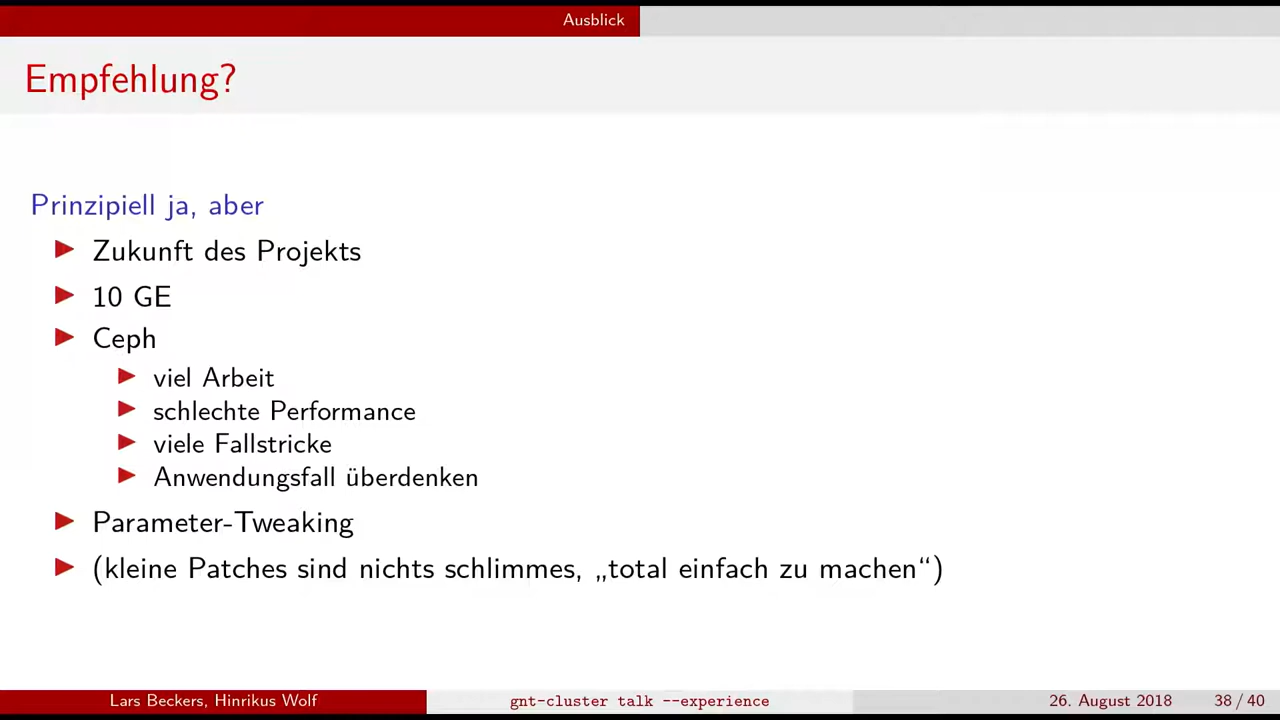 Ausblick
Empfehlung?
Prinzipiell ja, aber
Zukunft des Projekts
10 GE
Ceph
viel Arbeit
schlechte Performance
viele Fallstricke
Anwendungsfall überdenken
Parameter-Tweaking
(kleine Patches sind nichts schlimmes, „total einfach zu machen“)
Lars Beckers, Hinrikus Wolf
gnt-cluster talk --experience
26. August 2018
38 / 40